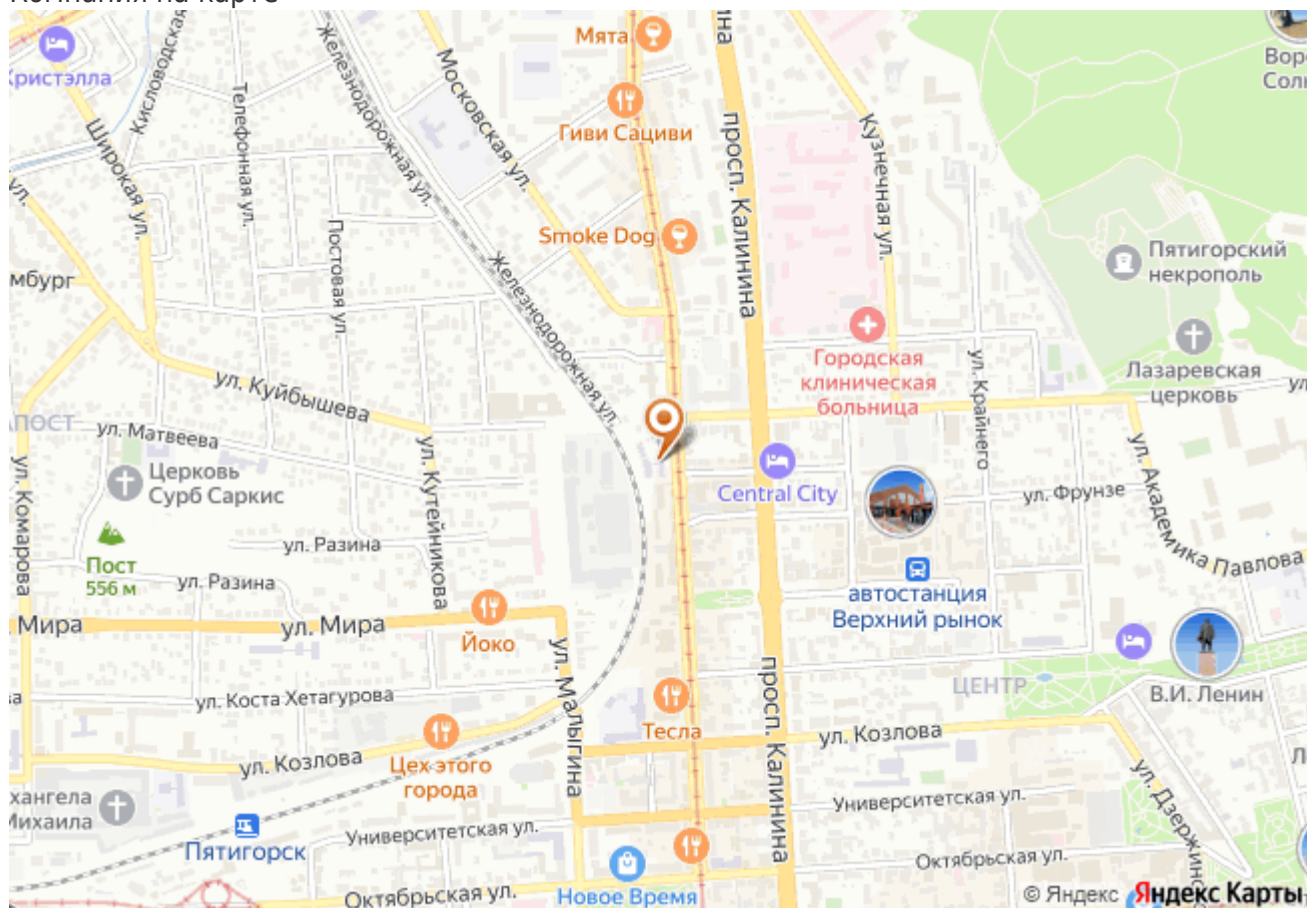 Компания на карте
Мята
Гиви Сациви
Smoke Dog
Кристэлла
Кисловодская
Широкая ул.
Телефонная ул.
Железнодорожная ул.
Московская ул.
просп. Калинина
Кузнечная ул.
Пятигорский
некрополь
Лазаревская
церковь
Постовая ул.
Железнодорожная ул.
Городская
клиническая
больница
ул. Крайнего
ул. Куйбышева
ул. Матвеева
Церковь
Сурб Саркис
ул. Кутейникова
ул. Комарова
Пост
556 м
ул. Разина
ул. Разина
Central City
ул. Фрунзе
ул. Академика Павлова
автостанция
Верхний рынок
Мира
ул. Мира
Йоко
ул. Малыгина
ул. Коста Хетагурова
Тесла
просп. Калинина
ЦЕНТР
В.И. Ленин
ул. Козлова
ул. Козлова
Цех этого
города
Михаила
Пятигорск
Университетская ул.
Университетская ул.
Октябрьская ул.
Октябрьская ул.
Новое Время
© Яндекс Яндекс Карты